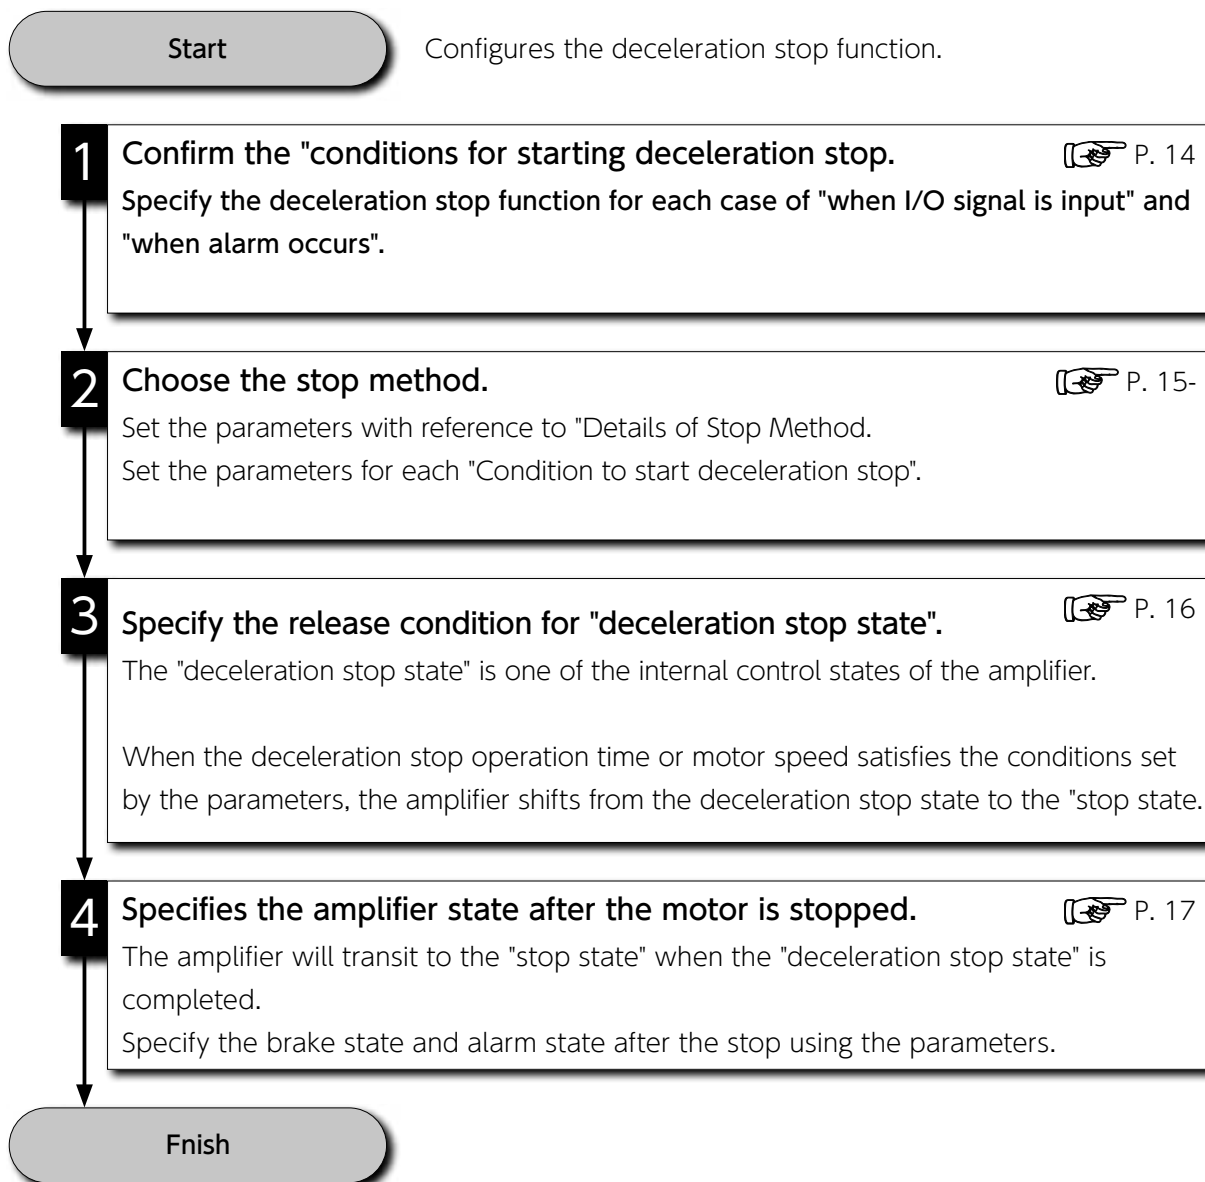 Start
Configures the deceleration stop function.
1
Confirm the "conditions for starting deceleration stop.
P. 14
Specify the deceleration stop function for each case of "when I/O signal is input" and
"when alarm occurs".
2
Choose the stop method.
P. 15-
Set the parameters with reference to "Details of Stop Method.
Set the parameters for each "Condition to start deceleration stop".
3
Specify the release condition for "deceleration stop state".
P. 16
The "deceleration stop state" is one of the internal control states of the amplifier.
When the deceleration stop operation time or motor speed satisfies the conditions set
by the parameters, the amplifier shifts from the deceleration stop state to the "stop state.
4
Specifies the amplifier state after the motor is stopped.
P. 17
The amplifier will transit to the "stop state" when the "deceleration stop state" is
completed.
Specify the brake state and alarm state after the stop using the parameters.
Fnish